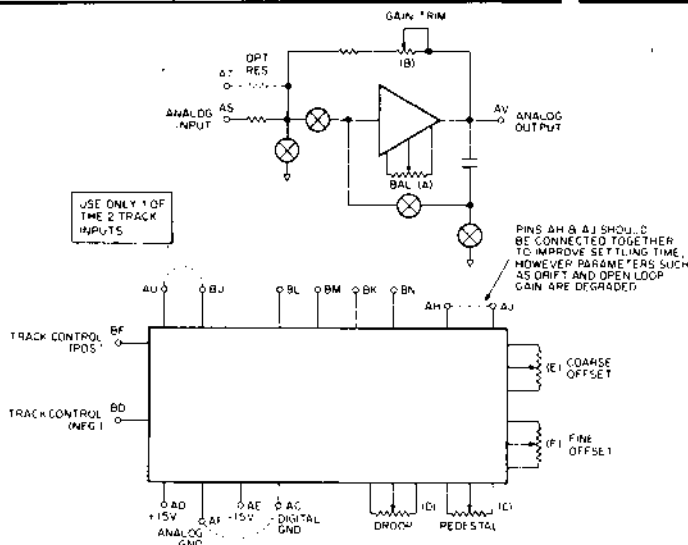 GAIN TRIM
(B)
OPT
RES
AT
ANALOG
INPUT
AS
AV
ANALOG
OUTPUT
BAL (A)
USE ONLY 1 OF
THE 2 TRACK
INPUTS
PINS AH & AJ SHOULD
BE CONNECTED TOGETHER
TO IMPROVE SETTLING TIME,
HOWEVER PARAMETERS SUCH
AS DRIFT AND OPEN LOOP
GAIN ARE DEGRADED
AU
BJ
BL
BM
BK
BN
AH
AJ
TRACK CONTROL
(POS)
BF
TRACK CONTROL
(NEG)
BD
(E) COARSE
OFFSET
(F) FINE
OFFSET
AD
+15V
AF
ANALOG
GND
AE
-15V
AC
DIGITAL
GND
(D)
DROOP
(C)
PEDESTAL